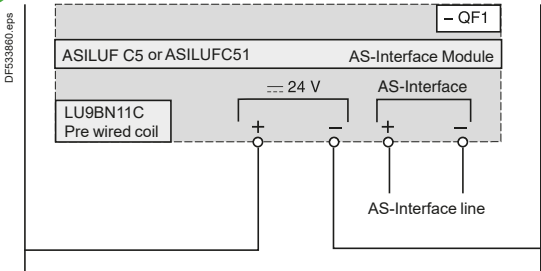 DF533860.eps
– QF1
ASILUF C5 or ASILUFC51
AS-Interface Module
24 V
AS-Interface
LU9BN11C
Pre wired coil
+ – + –
AS-Interface line